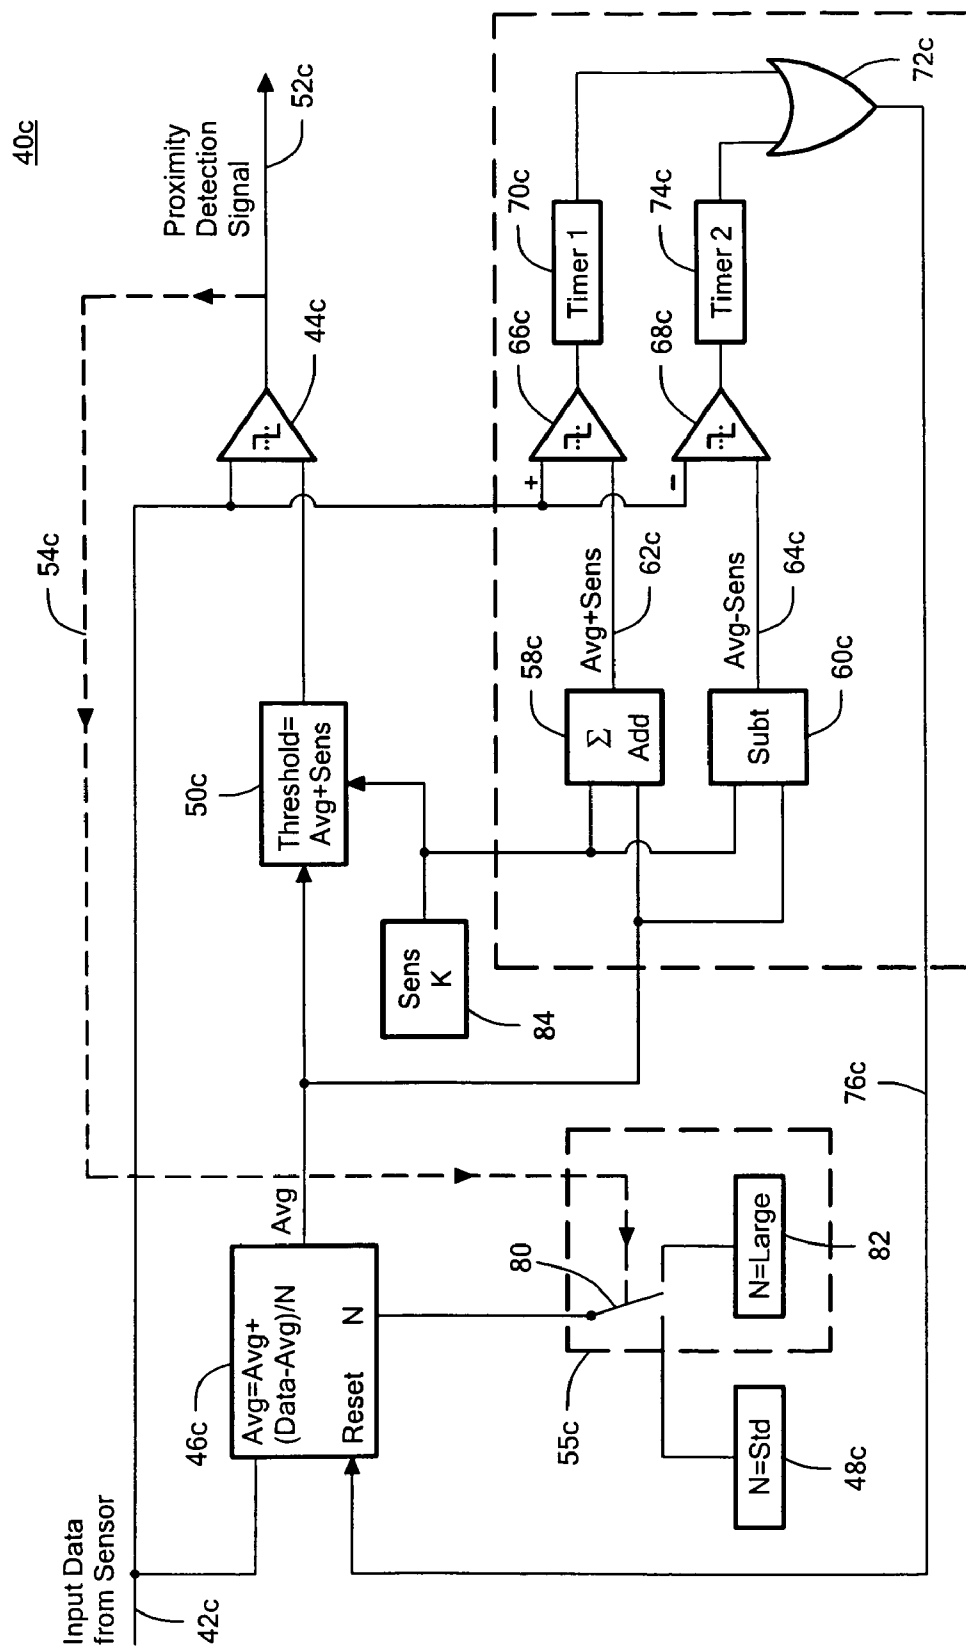 40c
Input Data
from Sensor
42c
46c
Avg=Avg+
(Data-Avg)/N
Reset
N
Avg
54c
50c
Threshold=
Avg+Sens
44c
Proximity
Detection
Signal
52c
Sens
K
84
80
55c
N=Std
48c
N=Large
82
76c
58c
Σ
Add
Avg+Sens
62c
+
66c
Timer 1
70c
Subt
60c
Avg-Sens
64c
-
68c
Timer 2
74c
72c